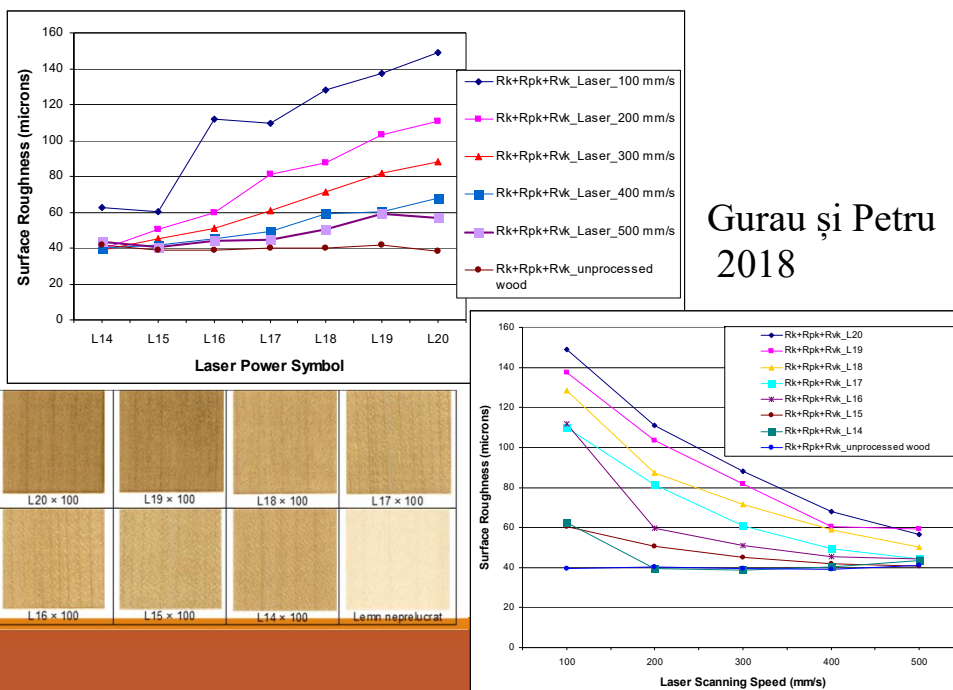 160
140
120
100
80
60
40
20
0
Surface Roughness (microns)
L14 L15 L16 L17 L18 L19 L20
Laser Power Symbol
Rk+Rpk+Rvk_Laser_100 mm/s
Rk+Rpk+Rvk_Laser_200 mm/s
Rk+Rpk+Rvk_Laser_300 mm/s
Rk+Rpk+Rvk_Laser_400 mm/s
Rk+Rpk+Rvk_Laser_500 mm/s
Rk+Rpk+Rvk_unprocessed
wood
Gurau și Petru
2018
L20 × 100 L19 × 100 L18 × 100 L17 × 100
L16 × 100 L15 × 100 L14 × 100 Lemn neprelucrat
160
140
120
100
80
60
40
20
0
Surface Roughness (microns)
100 200 300 400 500
Laser Scanning Speed (mm/s)
Rk+Rpk+Rvk_L20
Rk+Rpk+Rvk_L19
Rk+Rpk+Rvk_L18
Rk+Rpk+Rvk_L17
Rk+Rpk+Rvk_L16
Rk+Rpk+Rvk_L15
Rk+Rpk+Rvk_L14
Rk+Rpk+Rvk_unprocessed wood